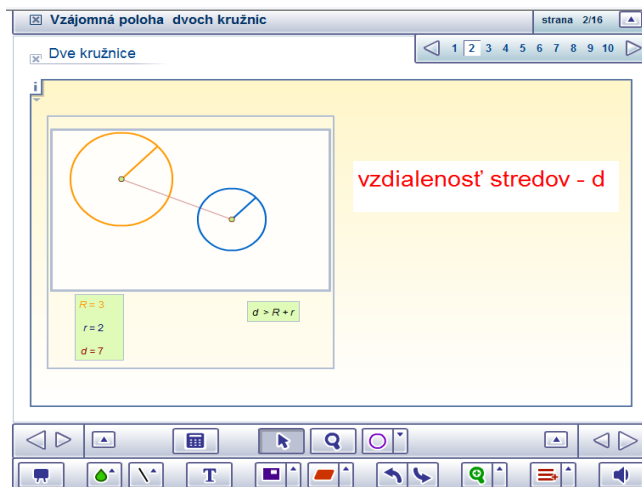 Vzájomná poloha dvoch kružnic
strana 2/16
Dve kružnice
1 2 3 4 5 6 7 8 9 10
i
vzdialenosť stredov - d
R = 3
r = 2
d = 7
d > R + r
T